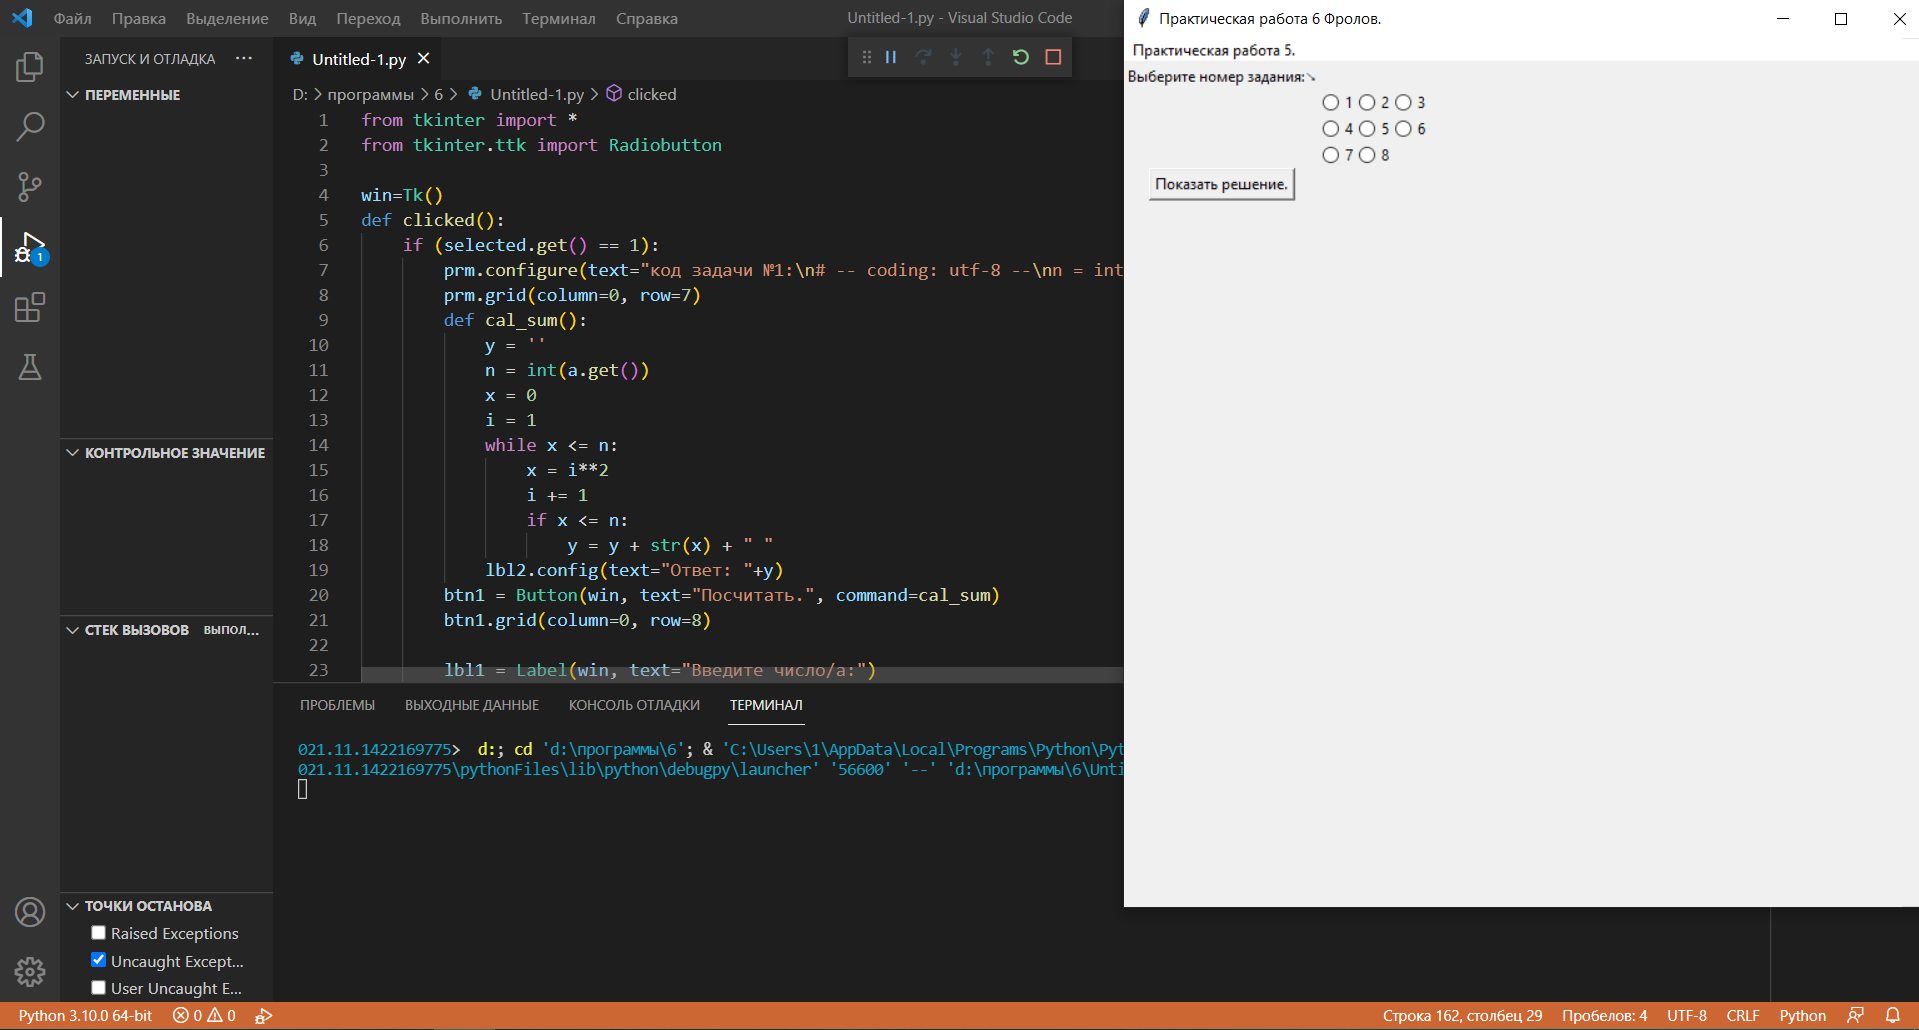 Файл Правка Выделение Вид Переход Выполнить Терминал Справка
Untitled-1.py - Visual Studio Code
ЗАПУСК И ОТЛАДКА ...
ПЕРЕМЕННЫЕ
КОНТРОЛЬНОЕ ЗНАЧЕНИЕ
СТЕК ВЫЗОВОВ ВЫПОЛ...
ТОЧКИ ОСТАНОВА
Raised Exceptions
Uncaught Except...
User Uncaught E...
1
Untitled-1.py
D: > программы > 6 > Untitled-1.py > clicked
1 from tkinter import *
2 from tkinter.ttk import Radiobutton
3
4 win=Tk()
5 def clicked():
6 if (selected.get() == 1):
7 prm.configure(text="код задачи №1:\n# -- coding: utf-8 --\nn = int
8 prm.grid(column=0, row=7)
9 def cal_sum():
10 y = ''
11 n = int(a.get())
12 x = 0
13 i = 1
14 while x <= n:
15 x = i**2
16 i += 1
17 if x <= n:
18 y = y + str(x) + " "
19 lbl2.config(text="Ответ: "+y)
20 btn1 = Button(win, text="Посчитать.", command=cal_sum)
21 btn1.grid(column=0, row=8)
22
23 lbl1 = Label(win, text="Введите число/а:")
ПРОБЛЕМЫ ВЫХОДНЫЕ ДАННЫЕ КОНСОЛЬ ОТЛАДКИ ТЕРМИНАЛ
021.11.1422169775> d:; cd 'd:\программы\6'; & 'C:\Users\1\AppData\Local\Programs\Python\Pyt
021.11.1422169775\pythonFiles\lib\python\debugpy\launcher' '56600' '--' 'd:\программы\6\Unti
Практическая работа 6 Фролов.
Практическая работа 5.
Выберите номер задания:↘
1 2 3
4 5 6
7 8
Показать решение.
Python 3.10.0 64-bit 0 0
Строка 162, столбец 29 Пробелов: 4 UTF-8 CRLF Python